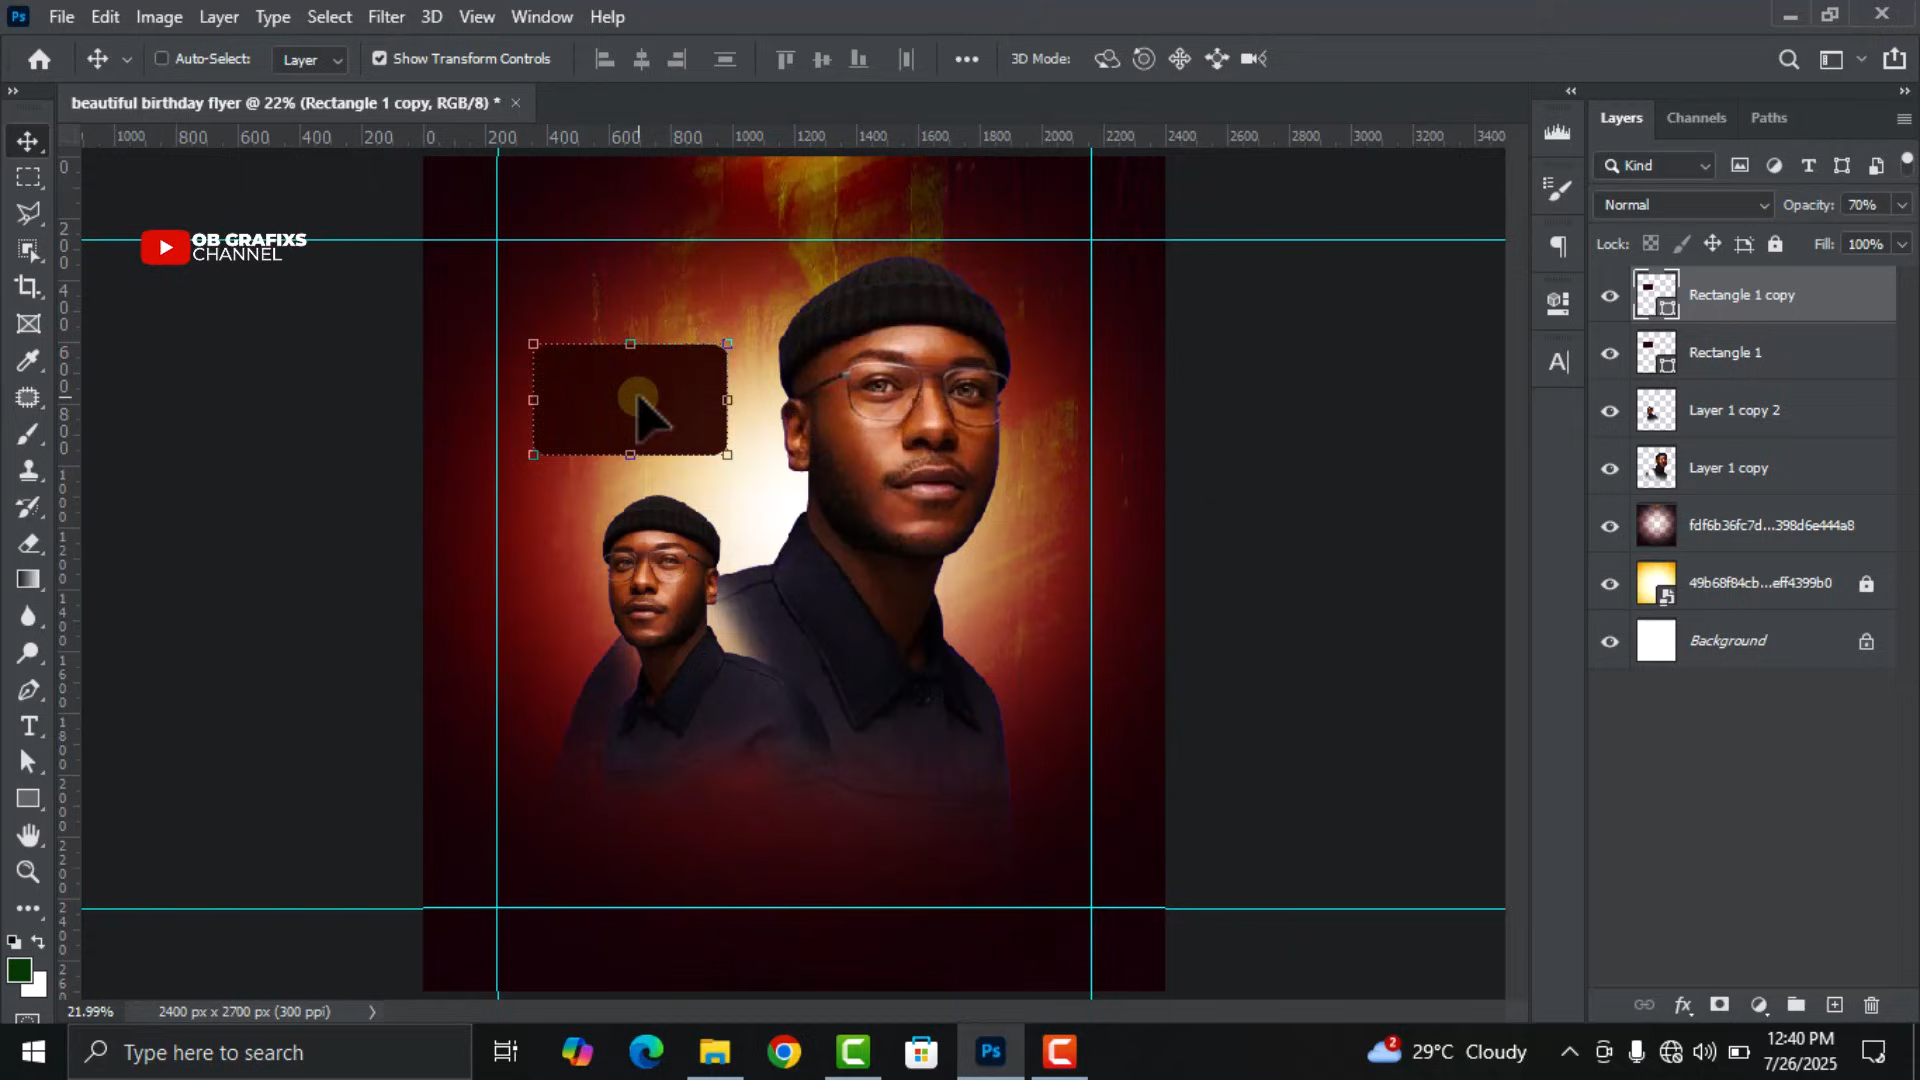 Ps File Edit Image Layer Type Select Filter 3D View Window Help
Auto-Select: Layer Show Transform Controls 3D Mode:
beautiful birthday flyer @ 22% (Rectangle 1 copy, RGB/8) *
1000 800 600 400 200 0 200 400 600 800 1000 1200 1400 1600 1800 2000 2200 2400 2600 2800 3000 3200 3400
OB GRAFIXS
CHANNEL
Layers Channels Paths
Kind
Normal Opacity: 70%
Lock: Fill: 100%
Rectangle 1 copy
Rectangle 1
Layer 1 copy 2
Layer 1 copy
fdf6b36fc7d...398d6e444a8
49b68f84cb...eff4399b0
Background
21.99% 2400 px x 2700 px (300 ppi)
Type here to search
Ps
2
29°C Cloudy
12:40 PM
7/26/2025